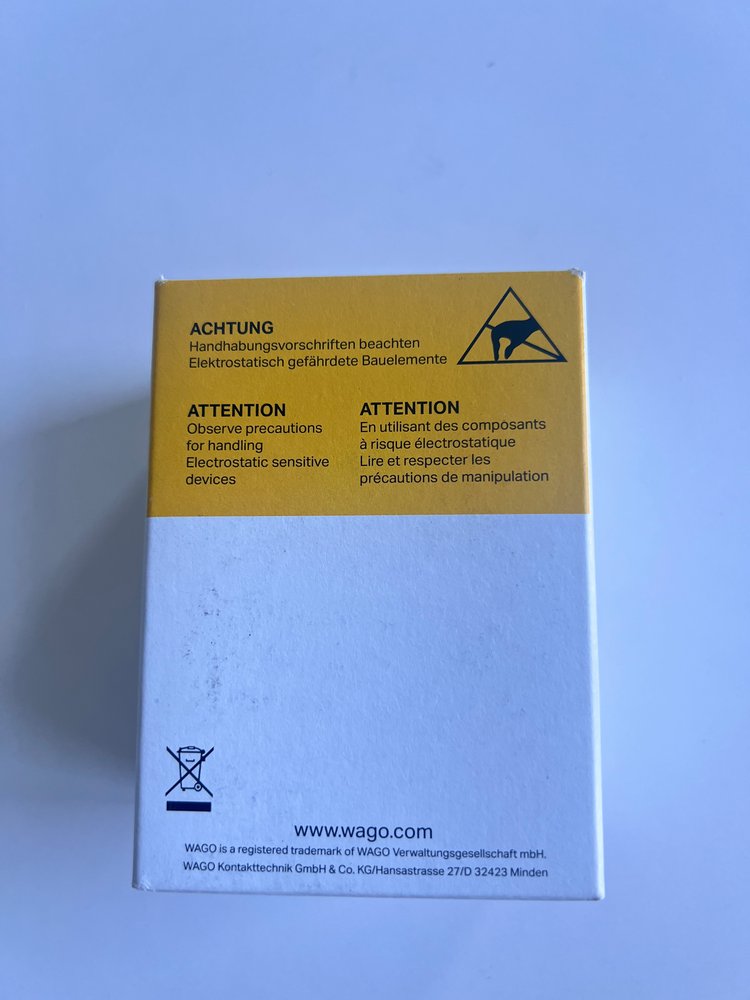 ACHTUNG
Handhabungsvorschriften beachten
Elektrostatisch gefährdete Bauelemente
ATTENTION
Observe precautions
for handling
Electrostatic sensitive
devices
ATTENTION
En utilisant des composants
à risque électrostatique
Lire et respecter les
précautions de manipulation
www.wago.com
WAGO is a registered trademark of WAGO Verwaltungsgesellschaft mbH.
WAGO Kontakttechnik GmbH & Co. KG/Hansastrasse 27/D 32423 Minden